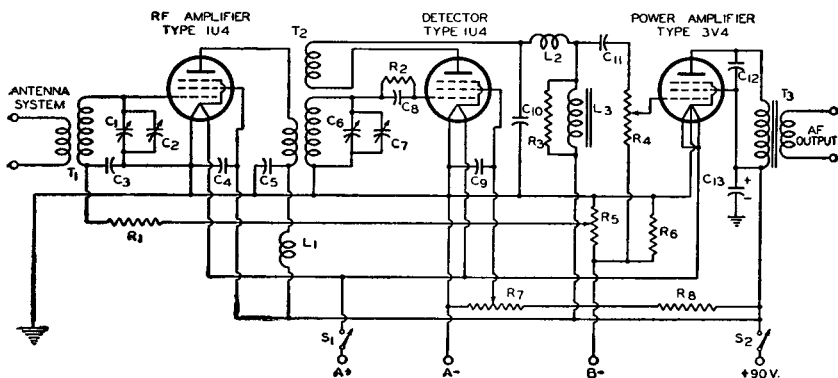 RF AMPLIFIER
TYPE 1U4
DETECTOR
TYPE 1U4
POWER AMPLIFIER
TYPE 3V4
ANTENNA
SYSTEM
T1
C1
C2
C3
C4
C5
T2
R2
C8
C6
C7
C9
L2
C10
R3
L3
C11
R4
C12
T3
AF
OUTPUT
C13
+
-
R1
L1
R5
R6
R7
R8
S1
A+
A-
B-
S2
+90 V.